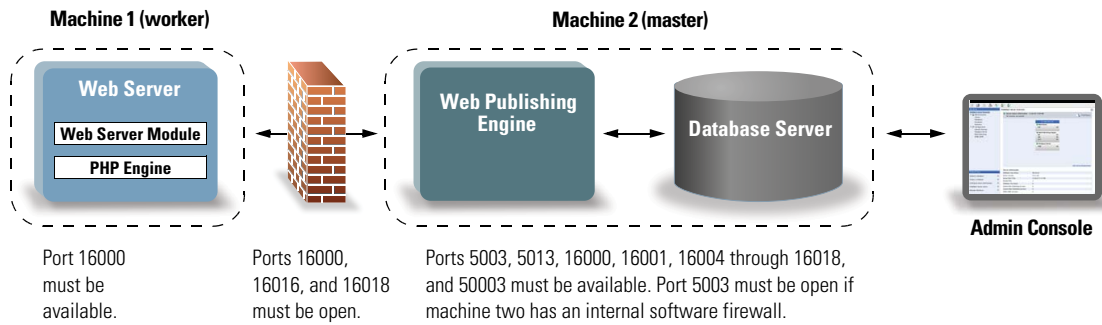 Machine 1 (worker)
Machine 2 (master)
Web Server
Web Server Module
PHP Engine
Web Publishing
Engine
Database Server
Admin Console
Port 16000
must be
available.
Ports 16000,
16016, and 16018
must be open.
Ports 5003, 5013, 16000, 16001, 16004 through 16018,
and 50003 must be available. Port 5003 must be open if
machine two has an internal software firewall.